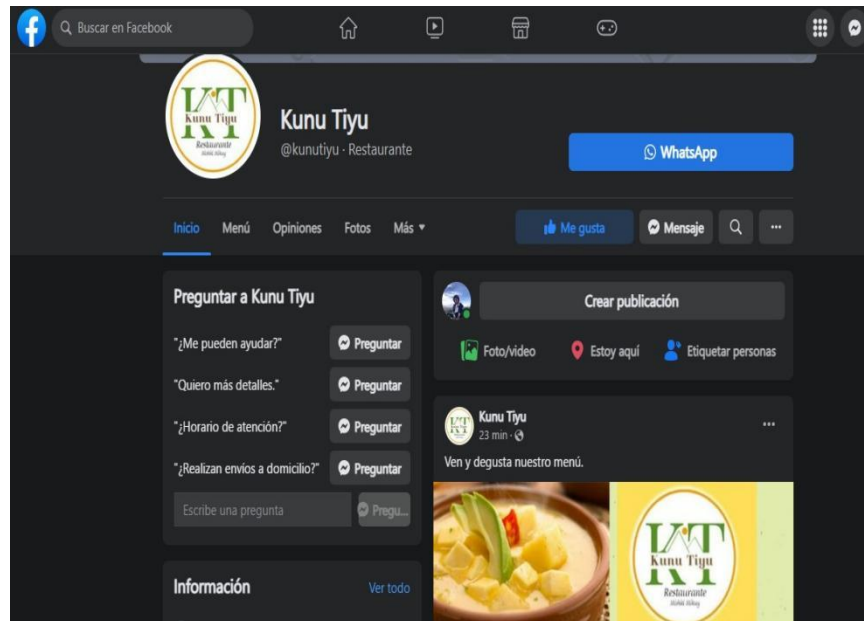 Buscar en Facebook
KT
Kunu Tiyu
Restaurante
Kunu Tiyu
@kunutiyu · Restaurante
WhatsApp
Inicio Menú Opiniones Fotos Más
Me gusta Mensaje
Preguntar a Kunu Tiyu
"¿Me pueden ayudar?" Preguntar
"Quiero más detalles." Preguntar
"¿Horario de atención?" Preguntar
"¿Realizan envíos a domicilio?" Preguntar
Escribe una pregunta Pregu...
Información Ver todo
Crear publicación
Foto/video Estoy aquí Etiquetar personas
KT
Kunu Tiyu
23 min ·
Ven y degusta nuestro menú.
KT
Kunu Tiyu
Restaurante